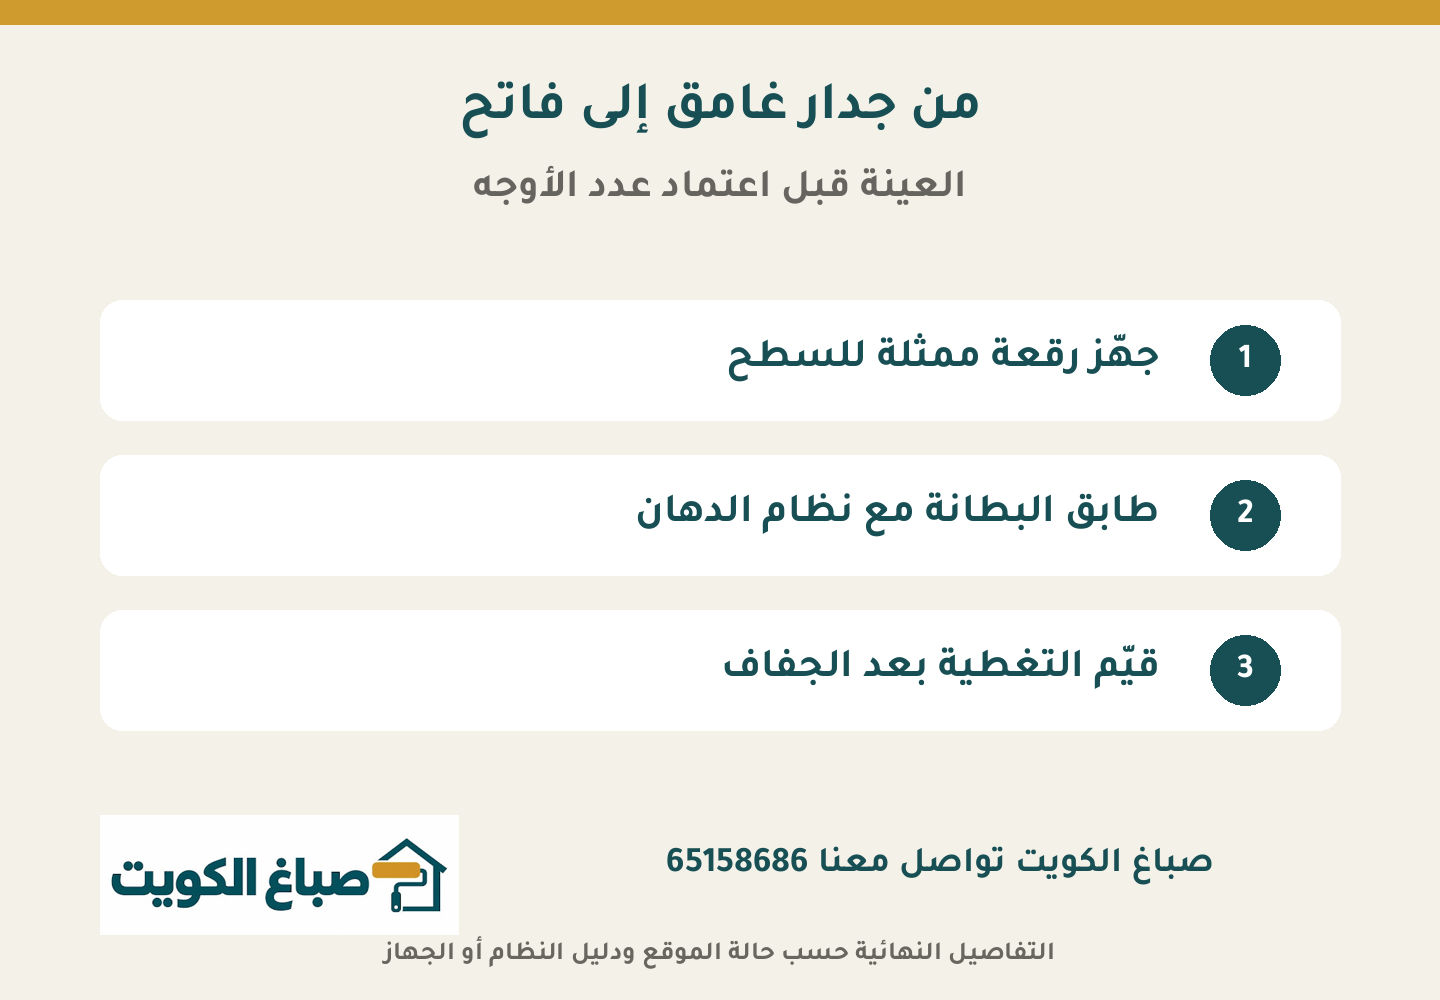 من جدار غامق إلى فاتح
العينة قبل اعتماد عدد الأوجه
1 جهّز رقعة ممثلة للسطح
2 طابق البطانة مع نظام الدهان
3 قيّم التغطية بعد الجفاف
صباغ الكويت تواصل معنا 65158686
صباغ الكويت
التفاصيل النهائية حسب حالة الموقع ودليل النظام أو الجهاز